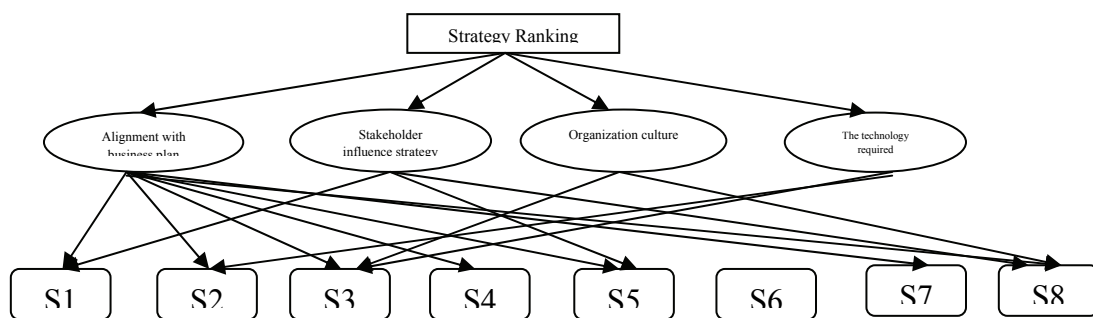 Strategy Ranking
Alignment with
business plan
Stakeholder
influence strategy
Organization culture
The technology
required
S1
S2
S3
S4
S5
S6
S7
S8